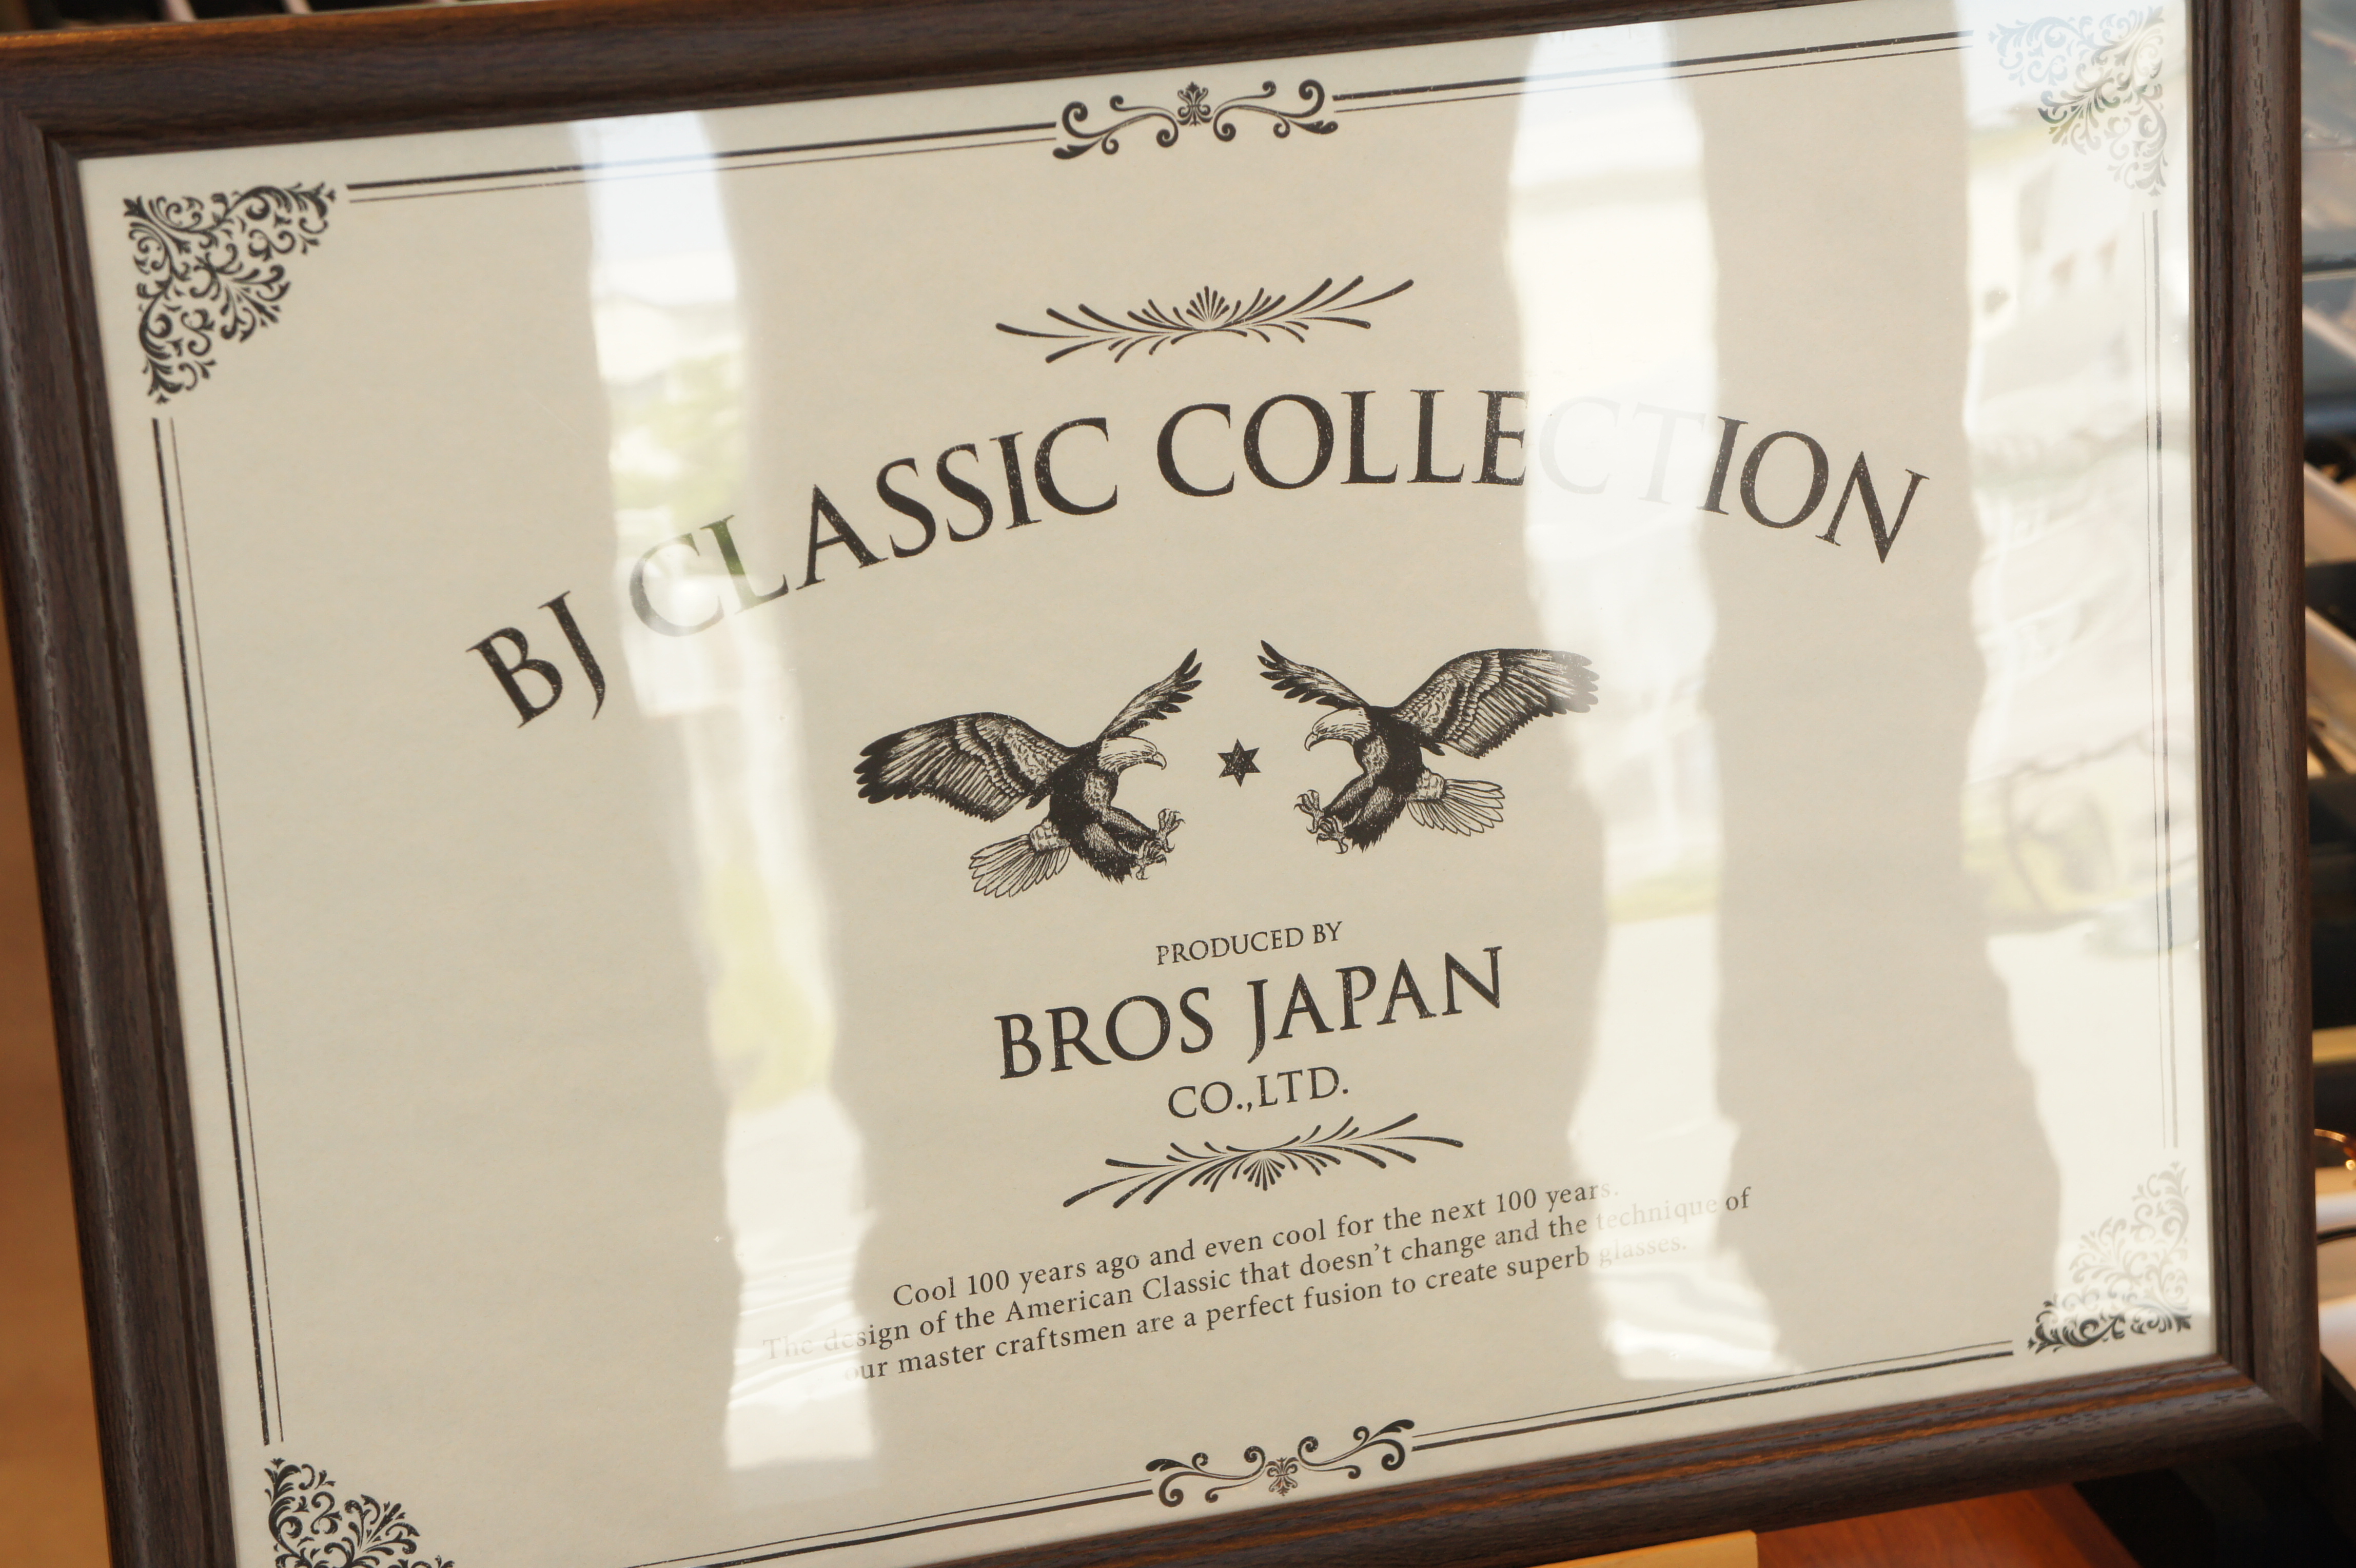 BJ CLASSIC COLLECTION
PRODUCED BY
BROS JAPAN
CO.,LTD.
Cool 100 years ago and even cool for the next 100 years.
The design of the American Classic that doesn't change and the technique of
our master craftsmen are a perfect fusion to create superb glasses.